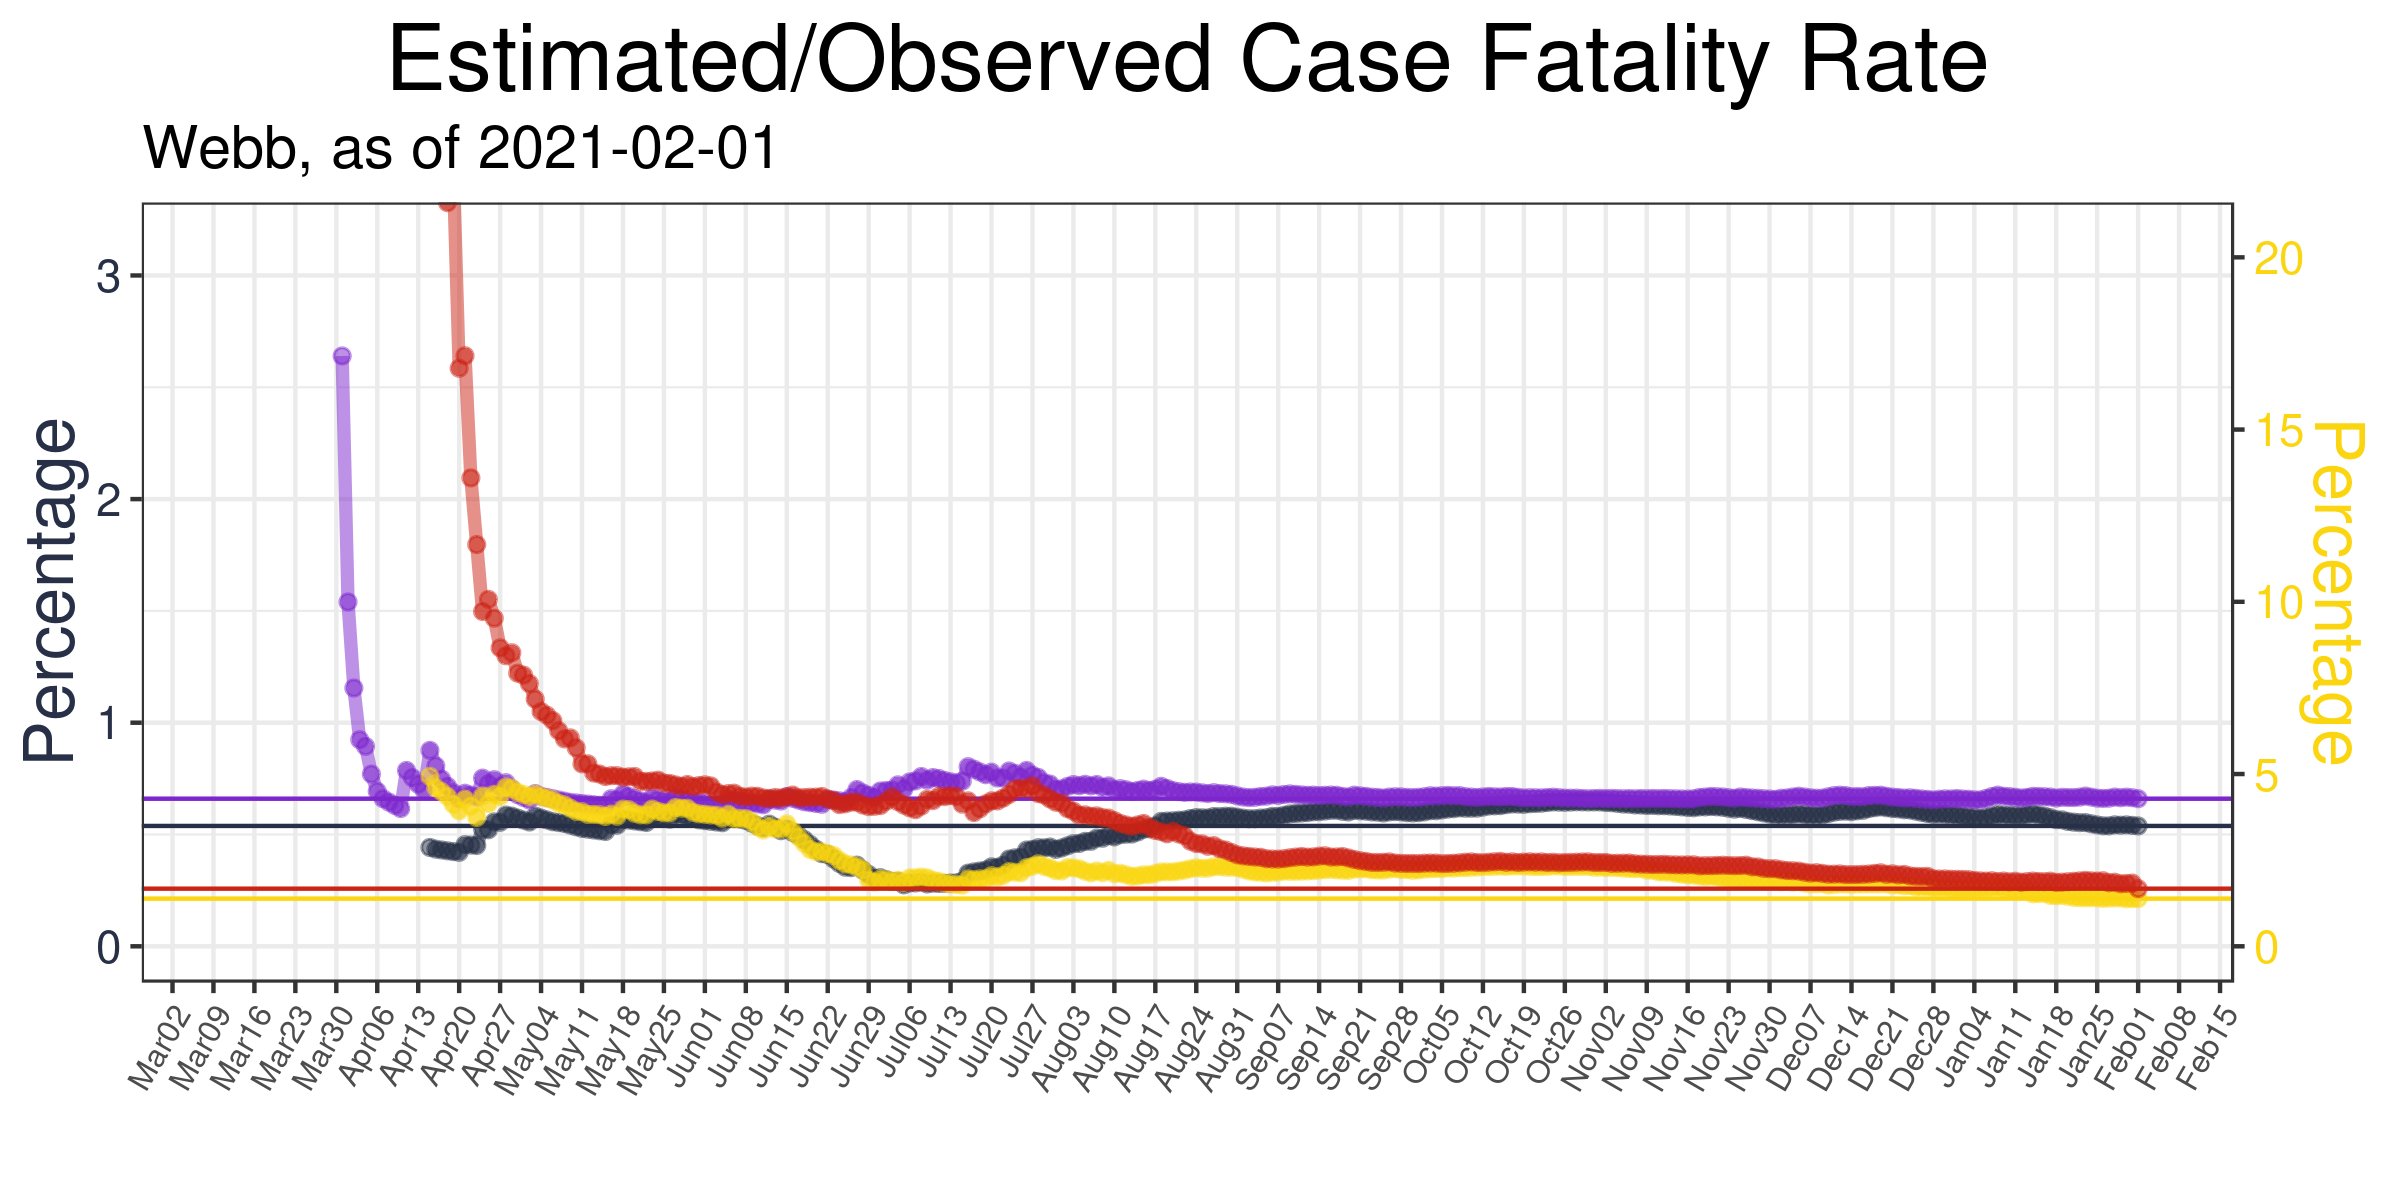 Estimated/Observed Case Fatality Rate
Webb, as of 2021-02-01
Percentage
3
2
1
0
20
15
10
5
0
Percentage
Mar02
Mar09
Mar16
Mar23
Mar30
Apr06
Apr13
Apr20
Apr27
May04
May11
May18
May25
Jun01
Jun08
Jun15
Jun22
Jun29
Jul06
Jul13
Jul20
Jul27
Aug03
Aug10
Aug17
Aug24
Aug31
Sep07
Sep14
Sep21
Sep28
Oct05
Oct12
Oct19
Oct26
Nov02
Nov09
Nov16
Nov23
Nov30
Dec07
Dec14
Dec21
Dec28
Jan04
Jan11
Jan18
Jan25
Feb01
Feb08
Feb15